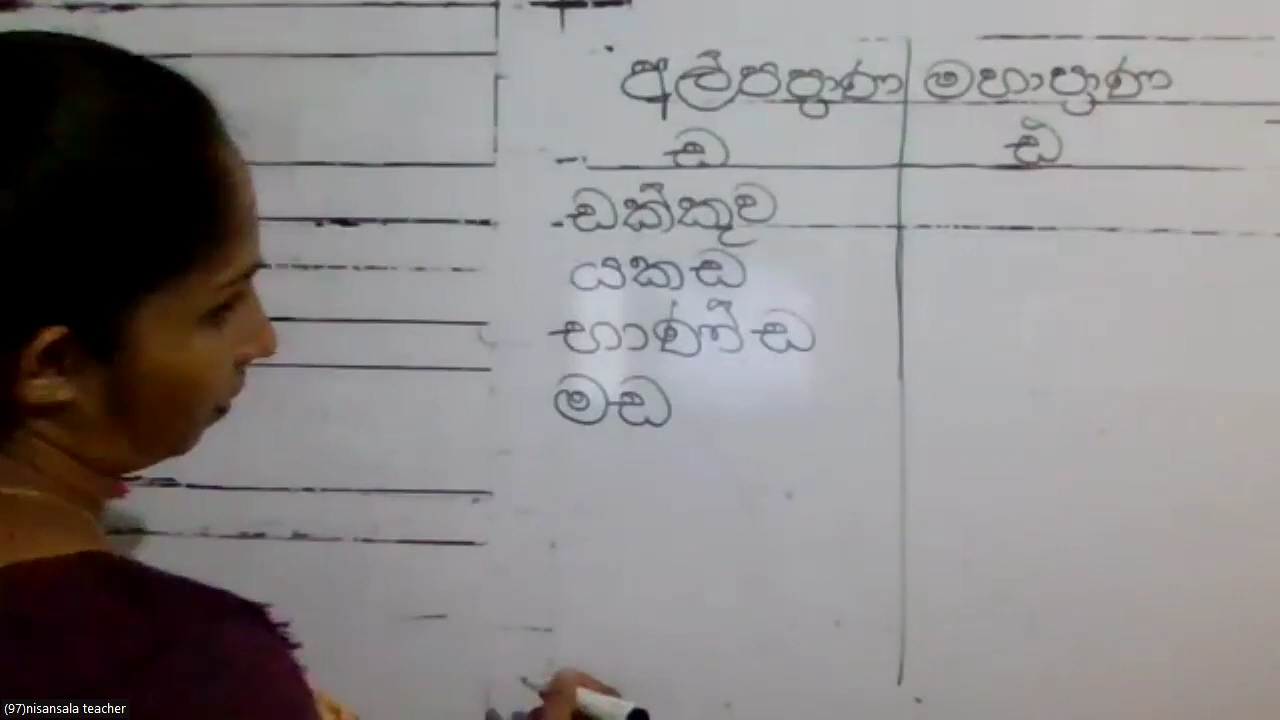 අල්පප්‍රාණ මහාප්‍රාණ
ඩ ඪ
ඩක්කුව
යකඩ
භාණ්ඩ
මඩ
(97)nisansala teacher